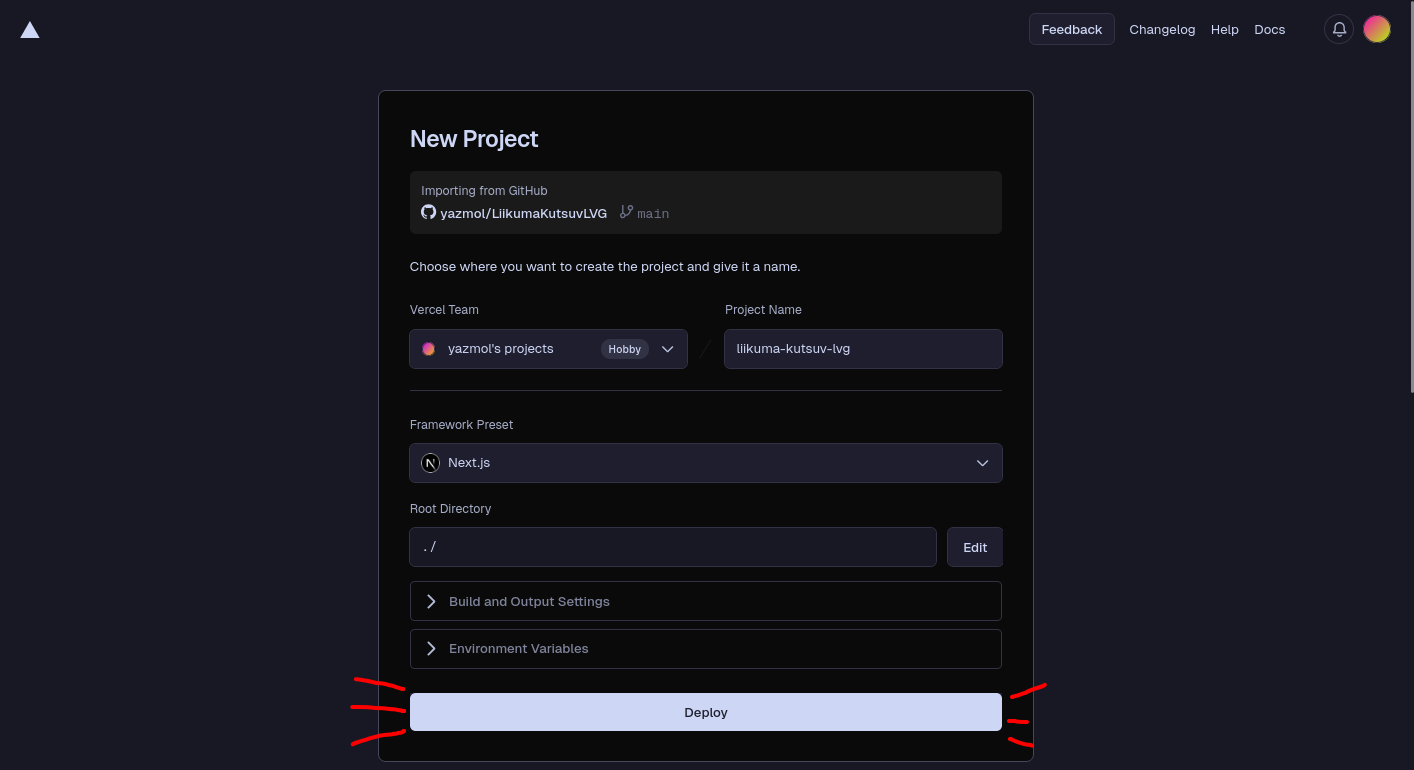 Feedback Changelog Help Docs
New Project
Importing from GitHub
yazmol/LiikumaKutsuvLVG main
Choose where you want to create the project and give it a name.
Vercel Team Project Name
yazmol's projects Hobby / liikuma-kutsuv-lvg
Framework Preset
N Next.js
Root Directory
./ Edit
Build and Output Settings
Environment Variables
Deploy